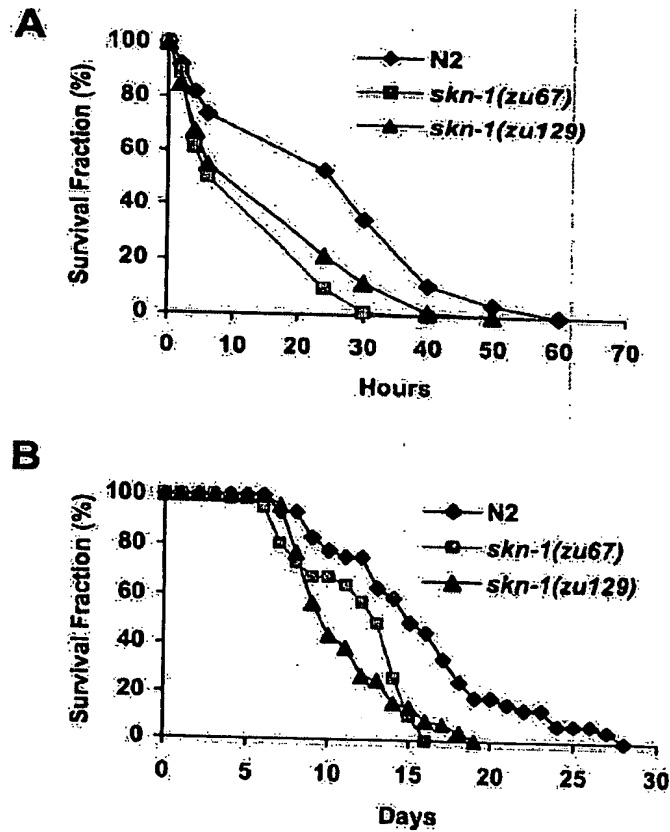 A
Survival Fraction (%)
100
80
60
40
20
0
0 10 20 30 40 50 60 70
Hours
N2
skn-1(zu67)
skn-1(zu129)
B
Survival Fraction (%)
100
80
60
40
20
0
0 5 10 15 20 25 30
Days
N2
skn-1(zu67)
skn-1(zu129)